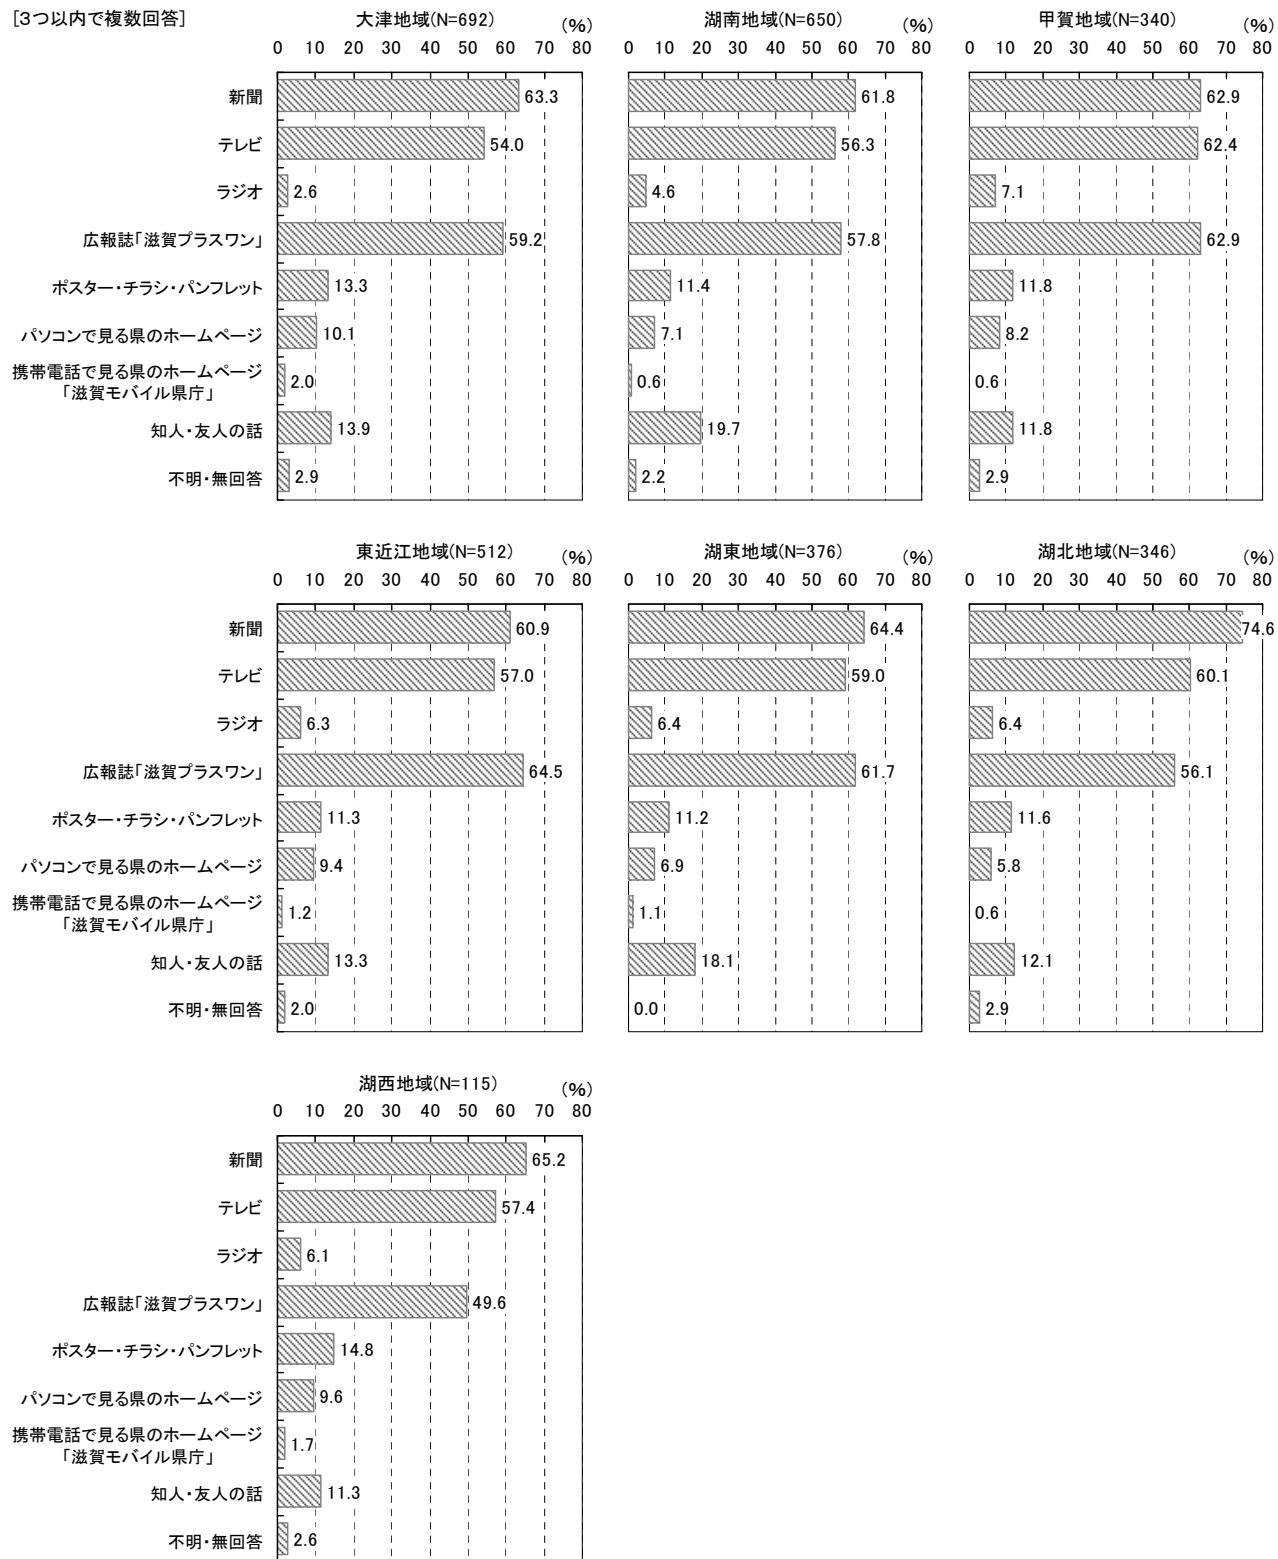 [3つ以内で複数回答]
大津地域(N=692) (%)
0 10 20 30 40 50 60 70 80
新聞 63.3
テレビ 54.0
ラジオ 2.6
広報誌「滋賀プラスワン」 59.2
ポスター・チラシ・パンフレット 13.3
パソコンで見る県のホームページ 10.1
携帯電話で見る県のホームページ
「滋賀モバイル県庁」 2.0
知人・友人の話 13.9
不明・無回答 2.9
湖南地域(N=650) (%)
0 10 20 30 40 50 60 70 80
61.8
56.3
4.6
57.8
11.4
7.1
0.6
19.7
2.2
甲賀地域(N=340) (%)
0 10 20 30 40 50 60 70 80
62.9
62.4
7.1
62.9
11.8
8.2
0.6
11.8
2.9
東近江地域(N=512) (%)
0 10 20 30 40 50 60 70 80
新聞 60.9
テレビ 57.0
ラジオ 6.3
広報誌「滋賀プラスワン」 64.5
ポスター・チラシ・パンフレット 11.3
パソコンで見る県のホームページ 9.4
携帯電話で見る県のホームページ
「滋賀モバイル県庁」 1.2
知人・友人の話 13.3
不明・無回答 2.0
湖東地域(N=376) (%)
0 10 20 30 40 50 60 70 80
64.4
59.0
6.4
61.7
11.2
6.9
1.1
18.1
0.0
湖北地域(N=346) (%)
0 10 20 30 40 50 60 70 80
74.6
60.1
6.4
56.1
11.6
5.8
0.6
12.1
2.9
湖西地域(N=115) (%)
0 10 20 30 40 50 60 70 80
新聞 65.2
テレビ 57.4
ラジオ 6.1
広報誌「滋賀プラスワン」 49.6
ポスター・チラシ・パンフレット 14.8
パソコンで見る県のホームページ 9.6
携帯電話で見る県のホームページ
「滋賀モバイル県庁」 1.7
知人・友人の話 11.3
不明・無回答 2.6